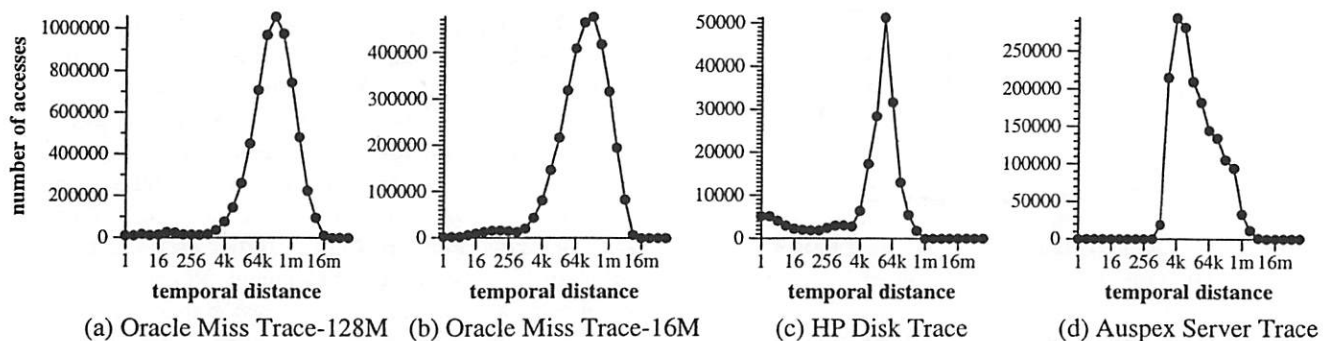 number of accesses
1000000
800000
600000
400000
200000
0
1 16 256 4k 64k 1m 16m
temporal distance
(a) Oracle Miss Trace-128M
400000
300000
200000
100000
0
1 16 256 4k 64k 1m 16m
temporal distance
(b) Oracle Miss Trace-16M
50000
40000
30000
20000
10000
0
1 16 256 4k 64k 1m 16m
temporal distance
(c) HP Disk Trace
250000
200000
150000
100000
50000
0
1 16 256 4k 64k 1m 16m
temporal distance
(d) Auspex Server Trace